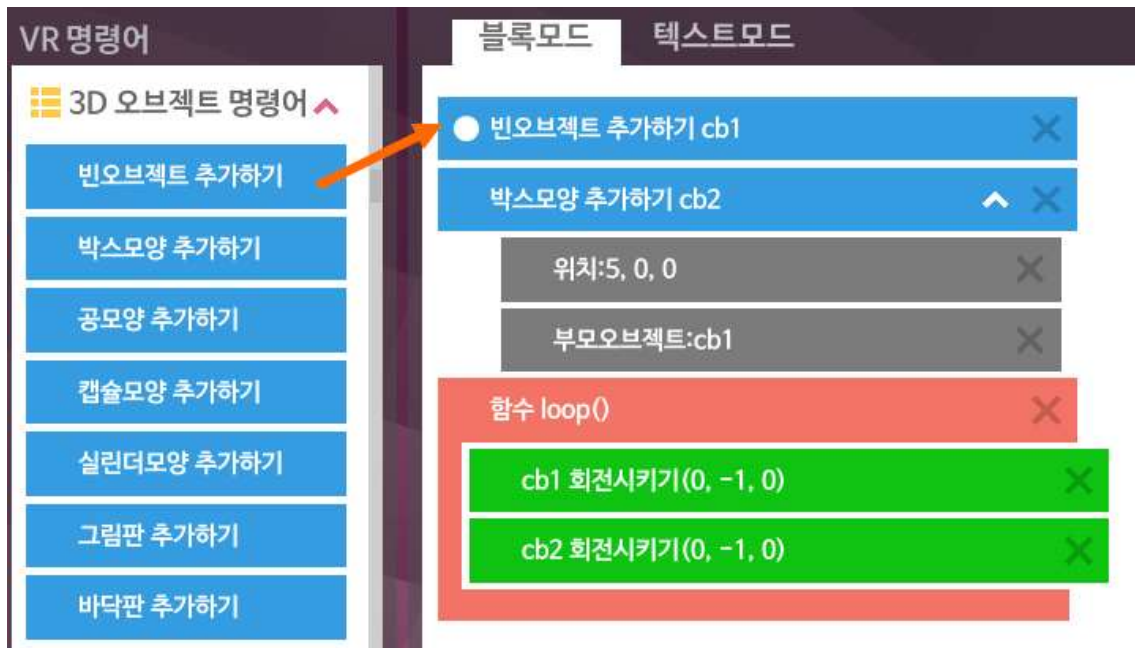 VR 명령어
3D 오브젝트 명령어
빈오브젝트 추가하기
박스모양 추가하기
공모양 추가하기
캡슐모양 추가하기
실린더모양 추가하기
그림판 추가하기
바닥판 추가하기
블록모드 텍스트모드
빈오브젝트 추가하기 cb1
박스모양 추가하기 cb2
위치:5, 0, 0
부모오브젝트:cb1
함수 loop()
cb1 회전시키기(0, -1, 0)
cb2 회전시키기(0, -1, 0)